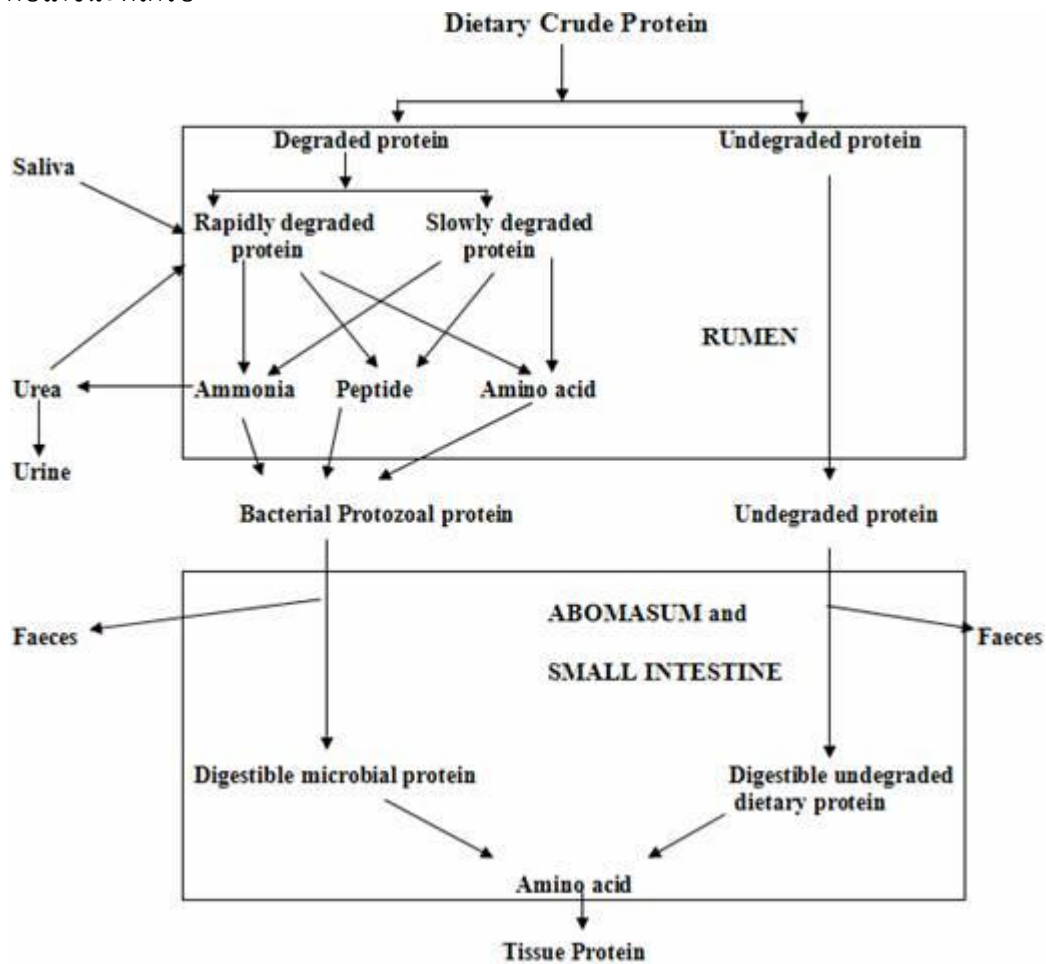 Dietary Crude Protein
Degraded protein
Undegraded protein
Saliva
Rapidly degraded
protein
Slowly degraded
protein
RUMEN
Urea
Ammonia
Peptide
Amino acid
Urine
Bacterial Protozoal protein
Undegraded protein
Faeces
ABOMASUM and
SMALL INTESTINE
Faeces
Digestible microbial protein
Digestible undegraded
dietary protein
Amino acid
Tissue Protein